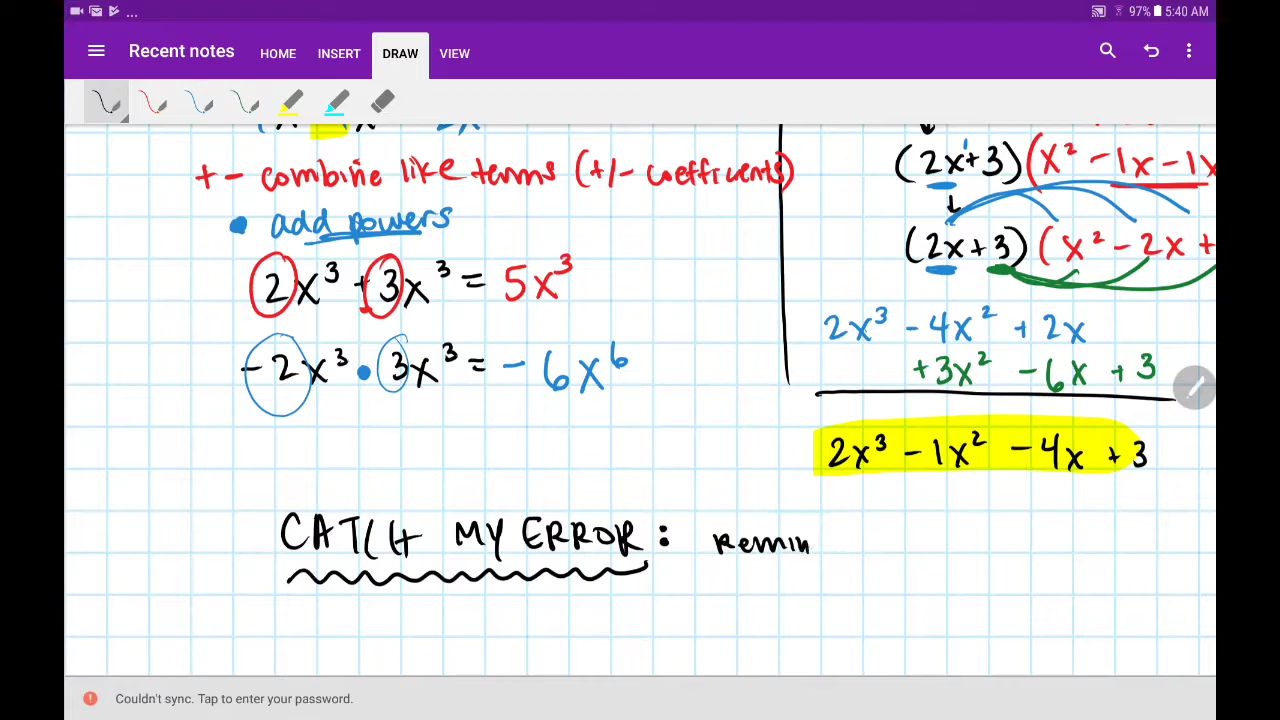 97% 5:40 AM
Recent notes HOME INSERT DRAW VIEW
+ - combine like terms (+/- coefficients)
• add powers
2x³ + 3x³ = 5x³
-2x³ • 3x³ = -6x⁶
(2x¹+3)(x² - 1x - 1x
(2x + 3)(x² - 2x +
2x³ - 4x² + 2x
+3x² - 6x + 3
2x³ - 1x² - 4x + 3
CATCH MY ERROR: Remin
Couldn't sync. Tap to enter your password.